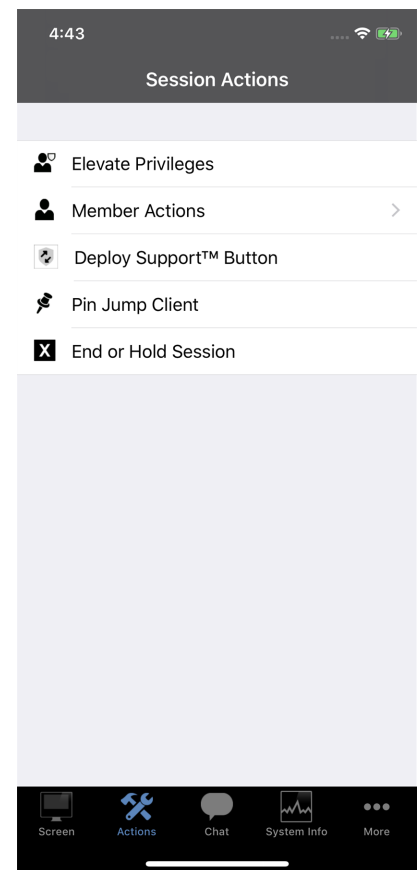 4:43
Session Actions
Elevate Privileges
Member Actions
Deploy Support™ Button
Pin Jump Client
X End or Hold Session
Screen Actions Chat System Info More